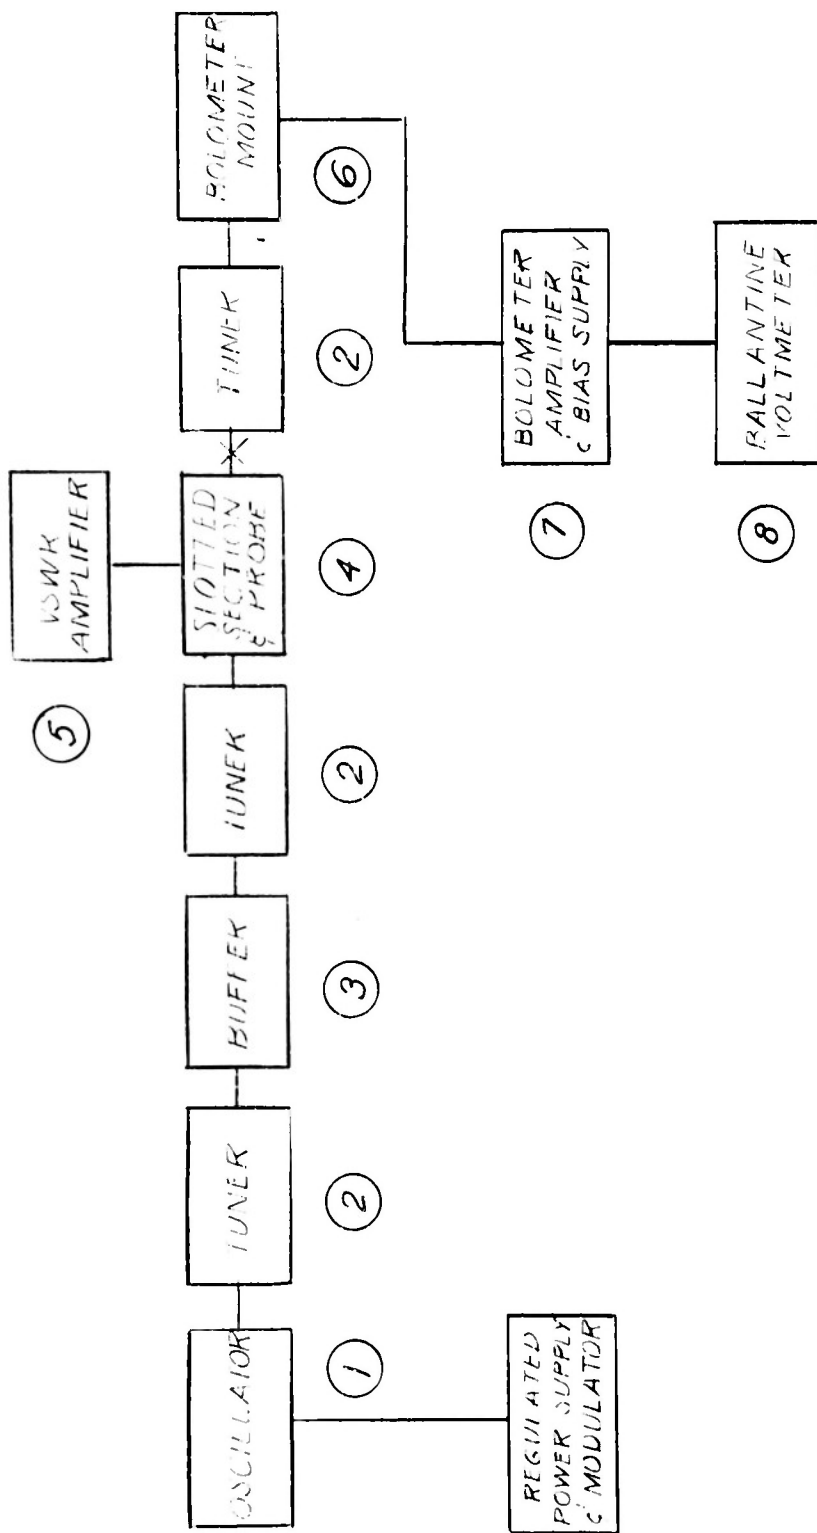 VSWR
AMPLIFIER
5
OSCILLATOR
TUNER
BUFFER
TUNER
SLOTTED
SECTION
& PROBE
X
TUNER
BOLOMETER
MOUNT
1
2
3
2
4
2
6
REGULATED
POWER SUPPLY
& MODULATOR
7
BOLOMETER
AMPLIFIER
& BIAS SUPPLY
8
BALLANTINE
VOLTMETER